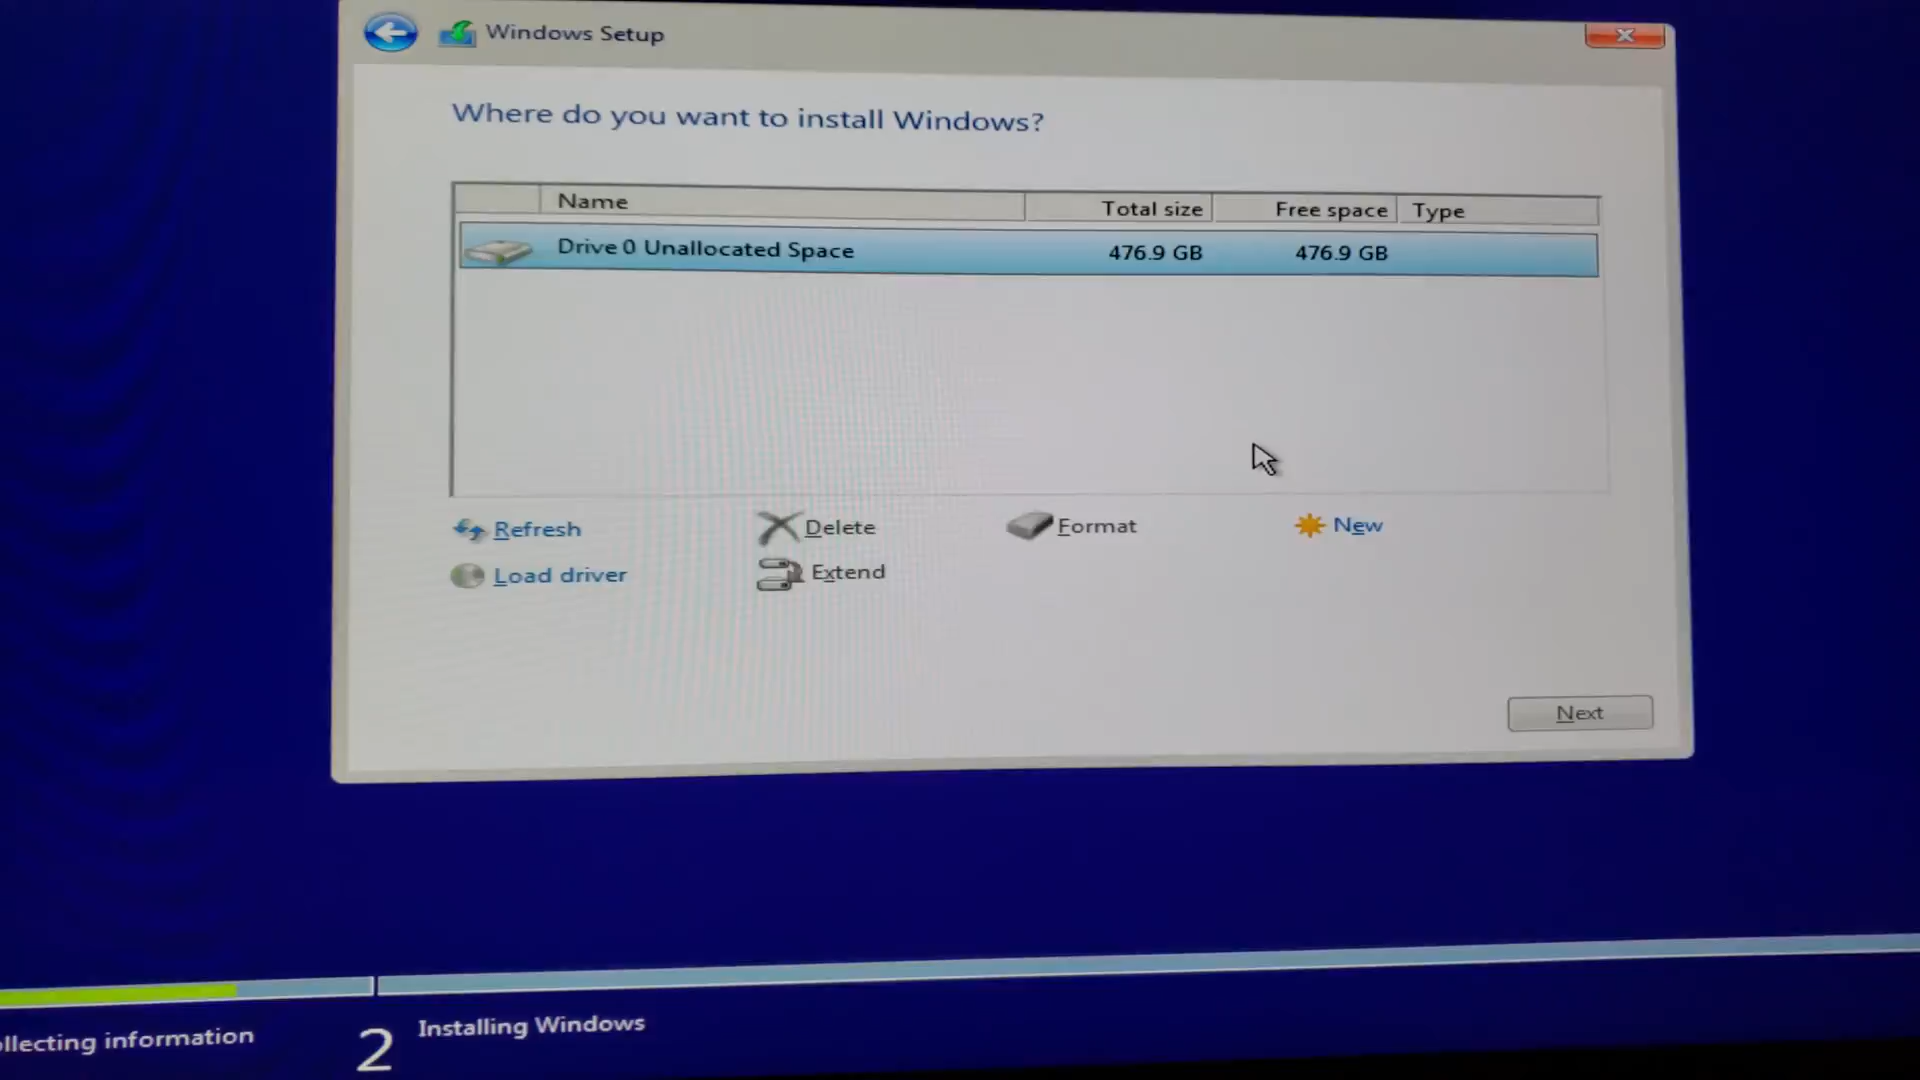 Windows Setup
Where do you want to install Windows?
Name Total size Free space Type
Drive 0 Unallocated Space 476.9 GB 476.9 GB
Refresh Delete Format New
Load driver Extend
Next
ollecting information 2 Installing Windows